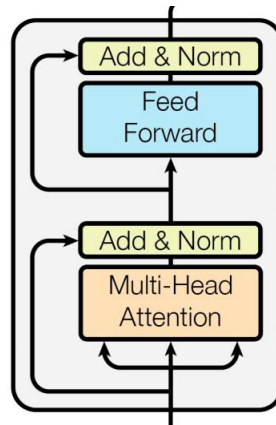 Add & Norm
Feed
Forward
Add & Norm
Multi-Head
Attention